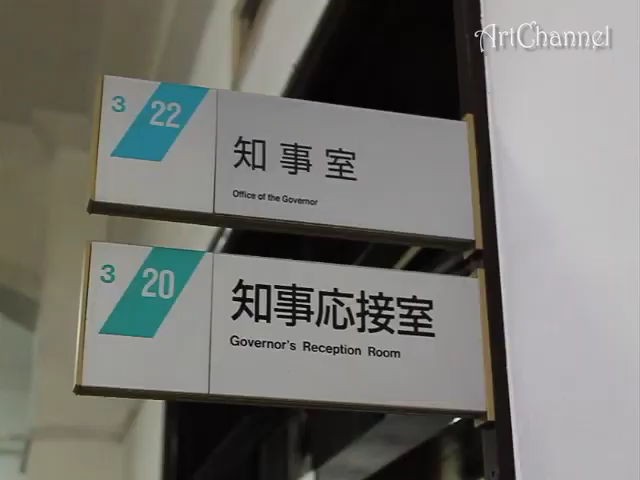 ArtChannel
3 22
知事室
Office of the Governor
3 20
知事応接室
Governor's Reception Room